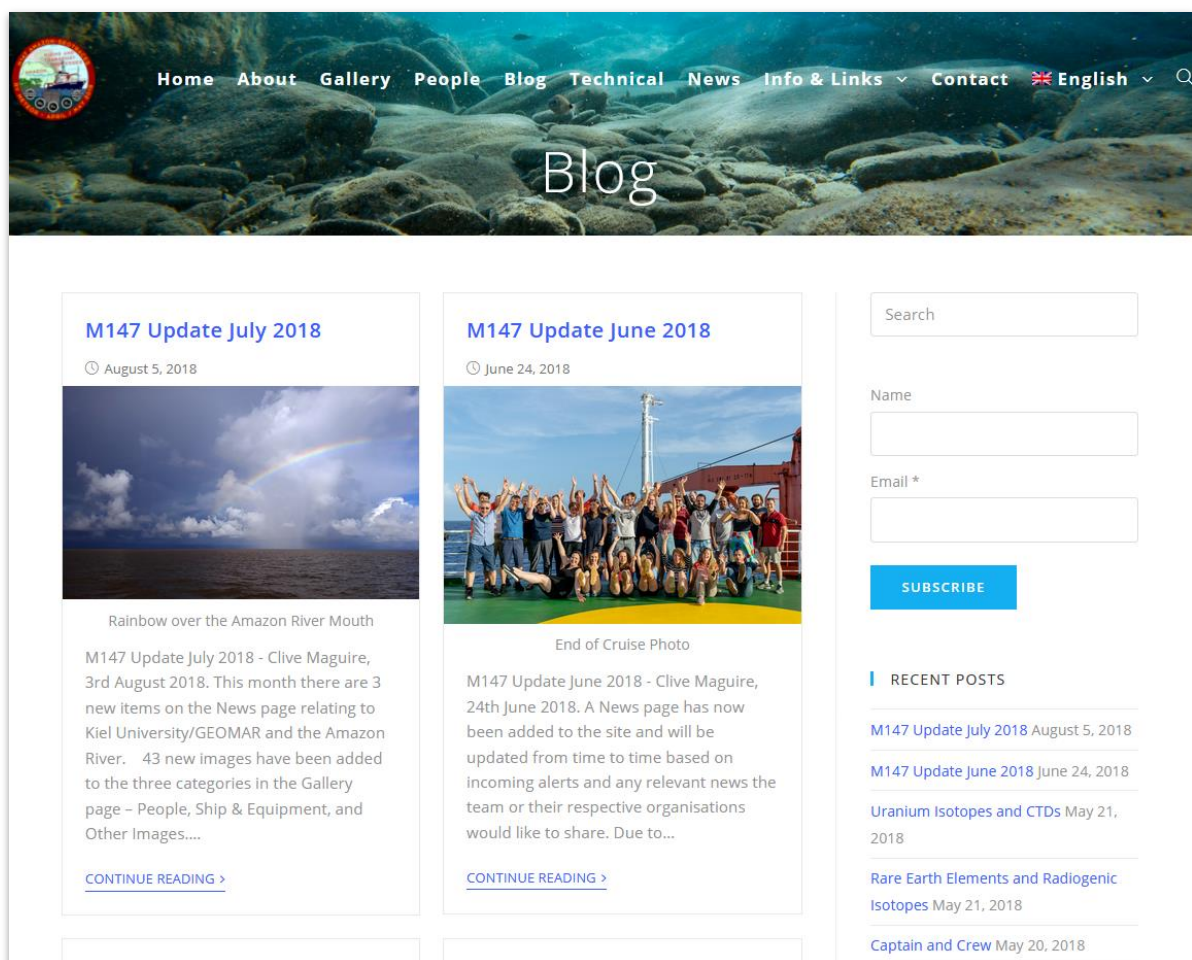 Home About Gallery People Blog Technical News Info & Links Contact English
Blog
M147 Update July 2018
August 5, 2018
Rainbow over the Amazon River Mouth
M147 Update July 2018 - Clive Maguire,
3rd August 2018. This month there are 3
new items on the News page relating to
Kiel University/GEOMAR and the Amazon
River. 43 new images have been added
to the three categories in the Gallery
page – People, Ship & Equipment, and
Other Images....
CONTINUE READING >
M147 Update June 2018
June 24, 2018
End of Cruise Photo
M147 Update June 2018 - Clive Maguire,
24th June 2018. A News page has now
been added to the site and will be
updated from time to time based on
incoming alerts and any relevant news the
team or their respective organisations
would like to share. Due to...
CONTINUE READING >
Search
Name
Email *
SUBSCRIBE
RECENT POSTS
M147 Update July 2018 August 5, 2018
M147 Update June 2018 June 24, 2018
Uranium Isotopes and CTDs May 21,
2018
Rare Earth Elements and Radiogenic
Isotopes May 21, 2018
Captain and Crew May 20, 2018